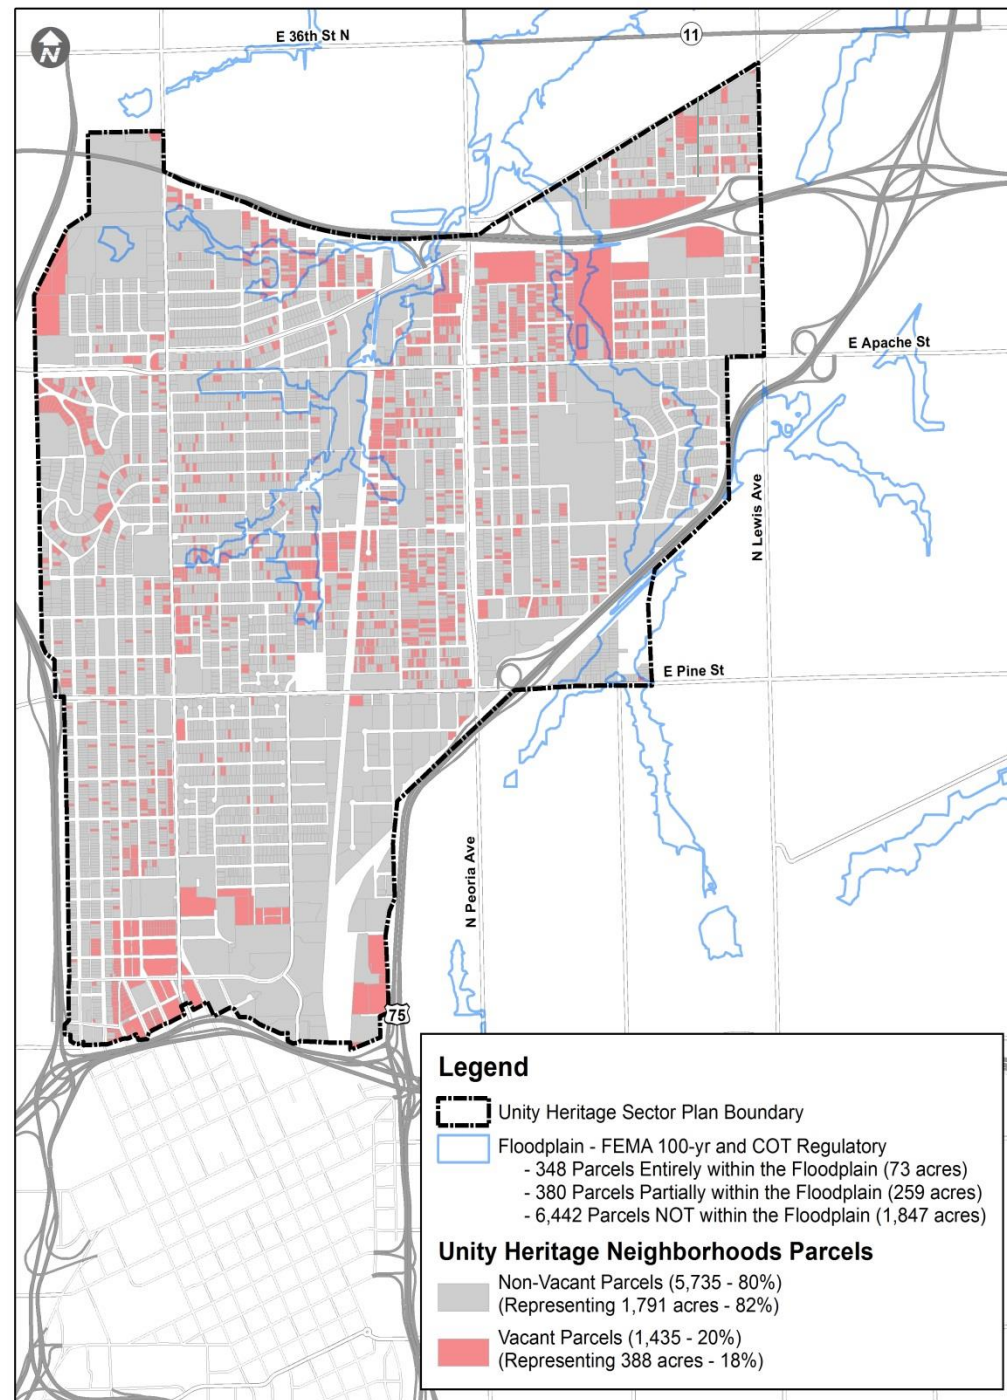 N
E 36th St N
11
E Apache St
N Lewis Ave
E Pine St
N Peoria Ave
75
Legend
Unity Heritage Sector Plan Boundary
Floodplain - FEMA 100-yr and COT Regulatory
- 348 Parcels Entirely within the Floodplain (73 acres)
- 380 Parcels Partially within the Floodplain (259 acres)
- 6,442 Parcels NOT within the Floodplain (1,847 acres)
Unity Heritage Neighborhoods Parcels
Non-Vacant Parcels (5,735 - 80%)
(Representing 1,791 acres - 82%)
Vacant Parcels (1,435 - 20%)
(Representing 388 acres - 18%)